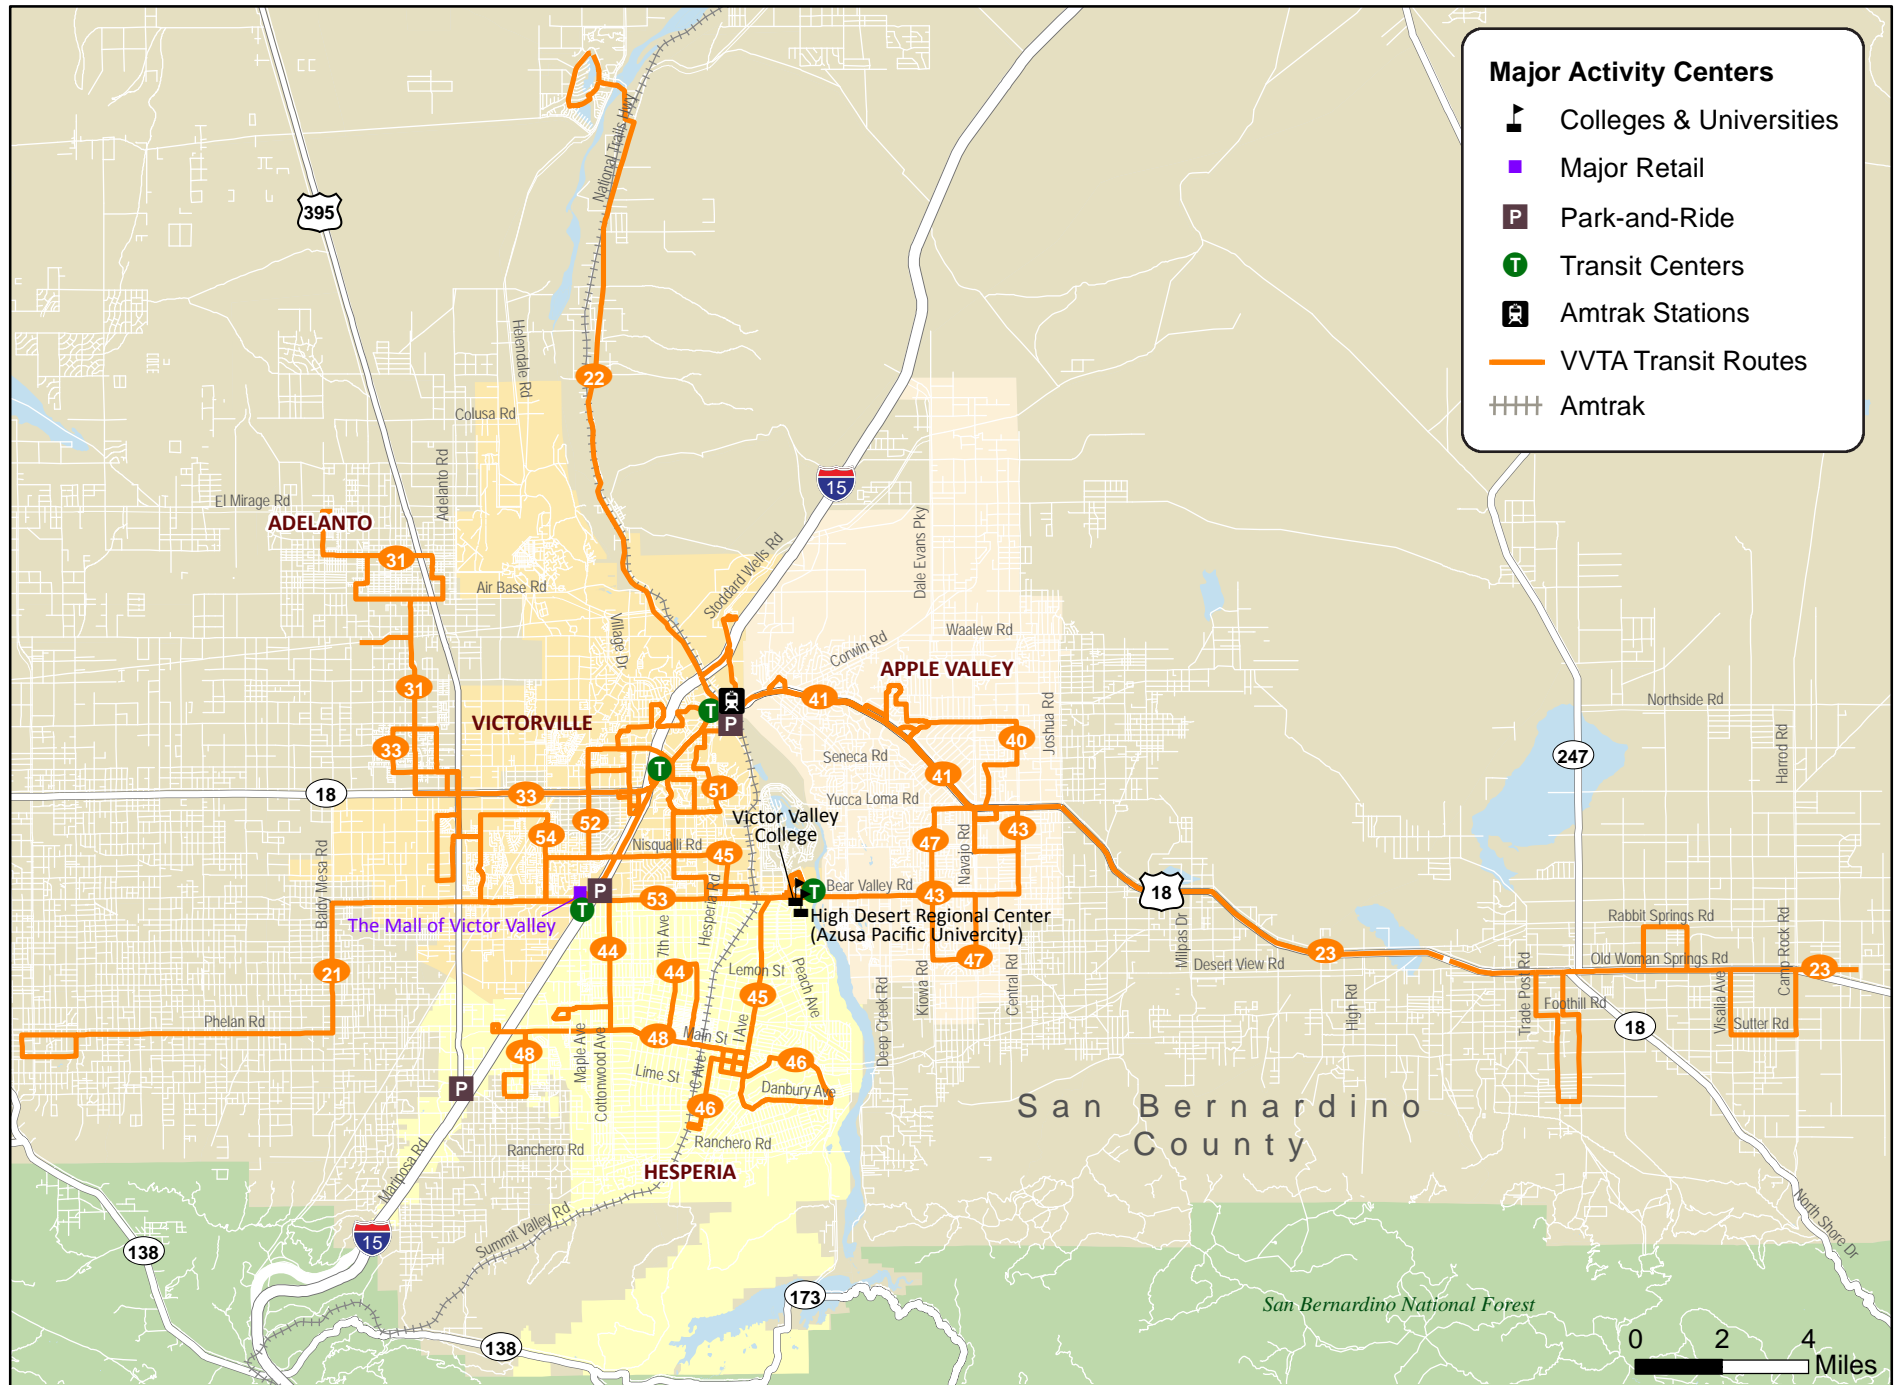 Major Activity Centers
Colleges & Universities
Major Retail
P
Park-and-Ride
T
Transit Centers
Amtrak Stations
VVTA Transit Routes
Amtrak
National Trails Hwy
395
Helendale Rd
22
Colusa Rd
Adelanto Rd
15
El Mirage Rd
ADELANTO
31
Air Base Rd
Stoddard Wells Rd
Dale Evans Pky
Village Dr
Corwin Rd
Waalew Rd
APPLE VALLEY
31
41
Joshua Rd
Northside Rd
T
P
VICTORVILLE
33
40
Seneca Rd
247
Harrod Rd
T
41
18
33
51
Yucca Loma Rd
52
54
Victor Valley
College
43
47
Navajo Rd
Nisqualli Rd
45
Baldy Mesa Rd
P
53
T
Bear Valley Rd
43
18
T
The Mall of Victor Valley
7th Ave
Hesperia Rd
High Desert Regional Center
(Azusa Pacific Univercity)
Rabbit Springs Rd
Milpas Dr
44
23
Old Woman Springs Rd
Camp Rock Rd
23
21
44
Lemon St
Peach Ave
47
Desert View Rd
45
Deep Creek Rd
Kiowa Rd
Central Rd
High Rd
Trade Post Rd
Foothill Rd
Visalia Ave
Sutter Rd
18
Phelan Rd
48
48
Main St
I Ave
Maple Ave
Cottonwood Ave
Lime St
C Ave
46
Danbury Ave
46
P
San Bernardino
County
Ranchero Rd
Ranchero Rd
HESPERIA
Mariposa Rd
Summit Valley Rd
North Shore Dr
15
138
173
San Bernardino National Forest
138
0 2 4
Miles